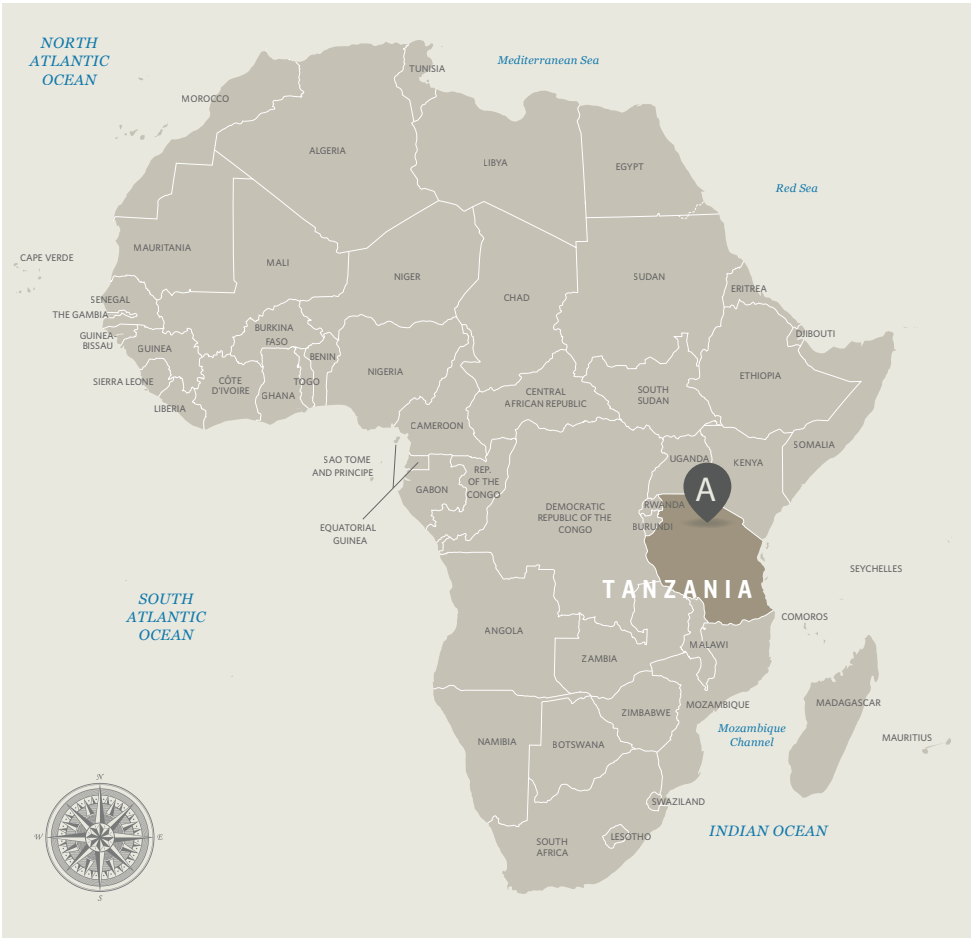 NORTH
ATLANTIC
OCEAN
Mediterranean Sea
TUNISIA
MOROCCO
ALGERIA
LIBYA
EGYPT
Red Sea
MAURITANIA
CAPE VERDE
MALI
NIGER
CHAD
SUDAN
ERITREA
SENEGAL
THE GAMBIA
GUINEA-
BISSAU
GUINEA
BURKINA
FASO
BENIN
DJIBOUTI
NIGERIA
ETHIOPIA
SIERRA LEONE
CÔTE
D'IVOIRE
TOGO
GHANA
LIBERIA
CENTRAL
AFRICAN REPUBLIC
SOUTH
SUDAN
CAMEROON
SOMALIA
SAO TOME
AND PRINCIPE
REP.
OF THE
CONGO
UGANDA
KENYA
GABON
A
RWANDA
DEMOCRATIC
REPUBLIC OF THE
CONGO
BURUNDI
EQUATORIAL
GUINEA
SEYCHELLES
TANZANIA
SOUTH
ATLANTIC
OCEAN
COMOROS
ANGOLA
MALAWI
ZAMBIA
MOZAMBIQUE
MADAGASCAR
ZIMBABWE
Mozambique
Channel
MAURITIUS
NAMIBIA
BOTSWANA
SWAZILAND
INDIAN OCEAN
LESOTHO
SOUTH
AFRICA
N
W
E
S